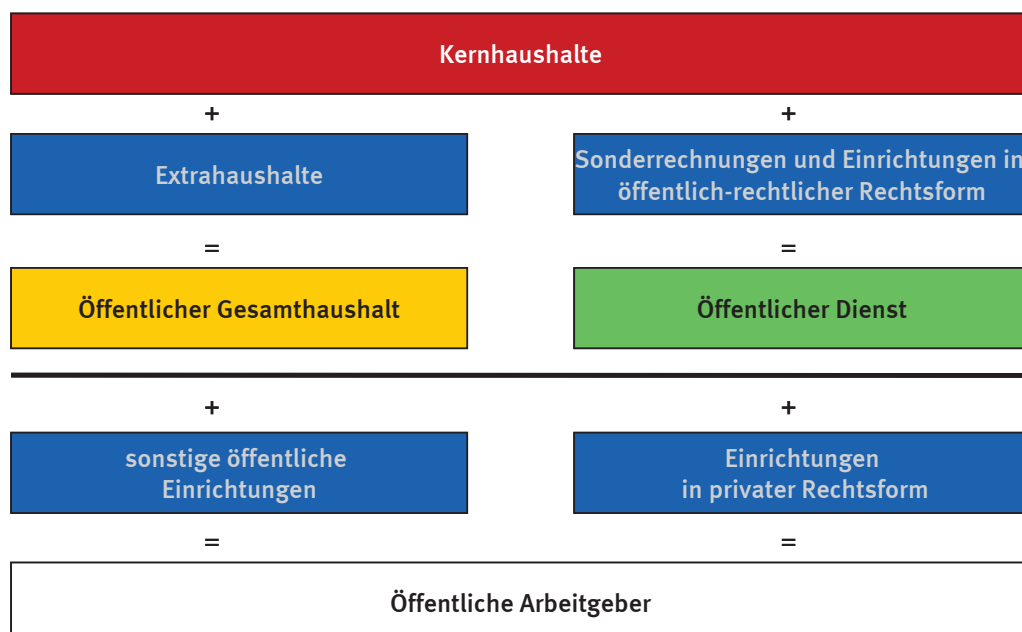 Kernhaushalte
+ +
Extrahaushalte
Sonderrechnungen und Einrichtungen in
öffentlich-rechtlicher Rechtsform
= =
Öffentlicher Gesamthaushalt
Öffentlicher Dienst
+ +
sonstige öffentliche
Einrichtungen
Einrichtungen
in privater Rechtsform
= =
Öffentliche Arbeitgeber